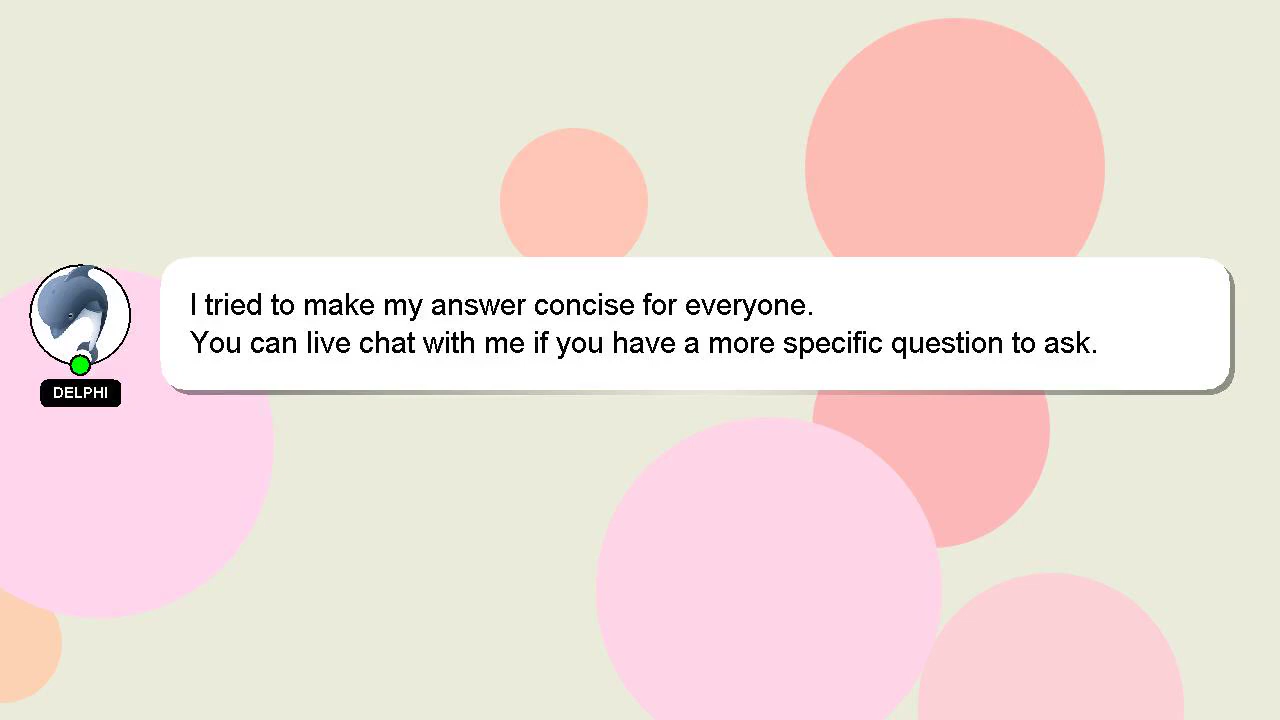 I tried to make my answer concise for everyone.
You can live chat with me if you have a more specific question to ask.
DELPHI